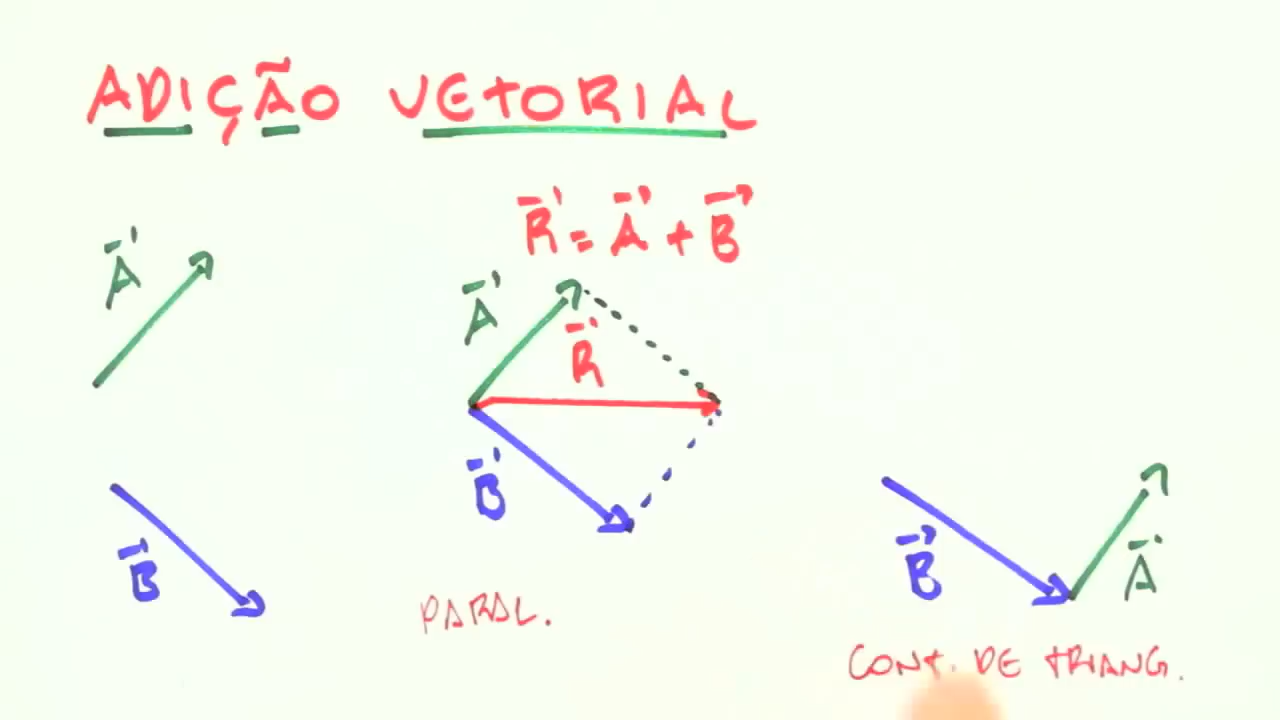 ADIÇÃO VETORIAL
R = A + B
A
A
R
B
B
B
A
PARAL.
CONT. DE TRIANG.